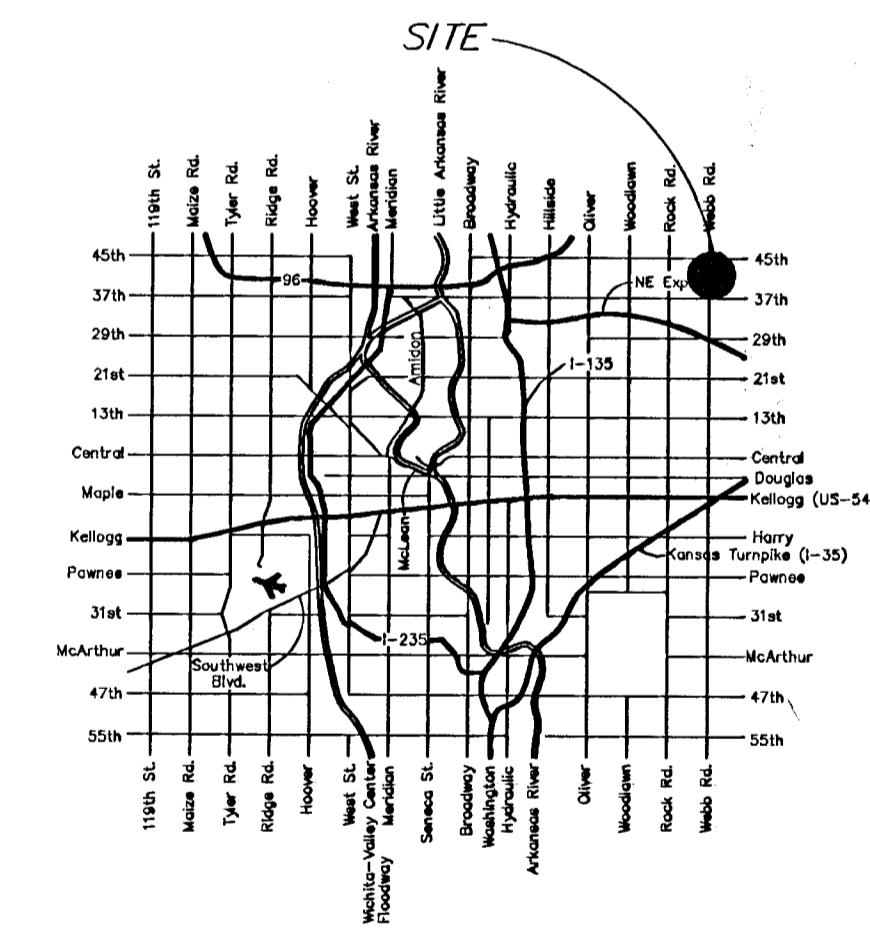 SITE
119th St.
Maize Rd.
Tyler Rd.
Ridge Rd.
Hoover
West St.
Arkansas River
Meridian
Little Arkansas River
Broadway
Hydraulic
Hillside
Oliver
Woodlawn
Rock Rd.
Webb Rd.
45th
37th
29th
21st
13th
Central
Maple
Kellogg
Pawnee
31st
McArthur
47th
55th
96
NE Exp
Amidon
I-135
McLean
I-235
Southwest
Blvd.
45th
37th
29th
21st
13th
Central
Douglas
Kellogg (US-54
Harry
Kansas Turnpike (I-35)
Pawnee
31st
McArthur
47th
55th
119th St.
Maize Rd.
Tyler Rd.
Ridge Rd.
Hoover
West St.
Wichita-Valley Center
Floodway
Meridian
Seneca St.
Broadway
Washington
Hydraulic
Arkansas River
Oliver
Woodlawn
Rock Rd.
Webb Rd.